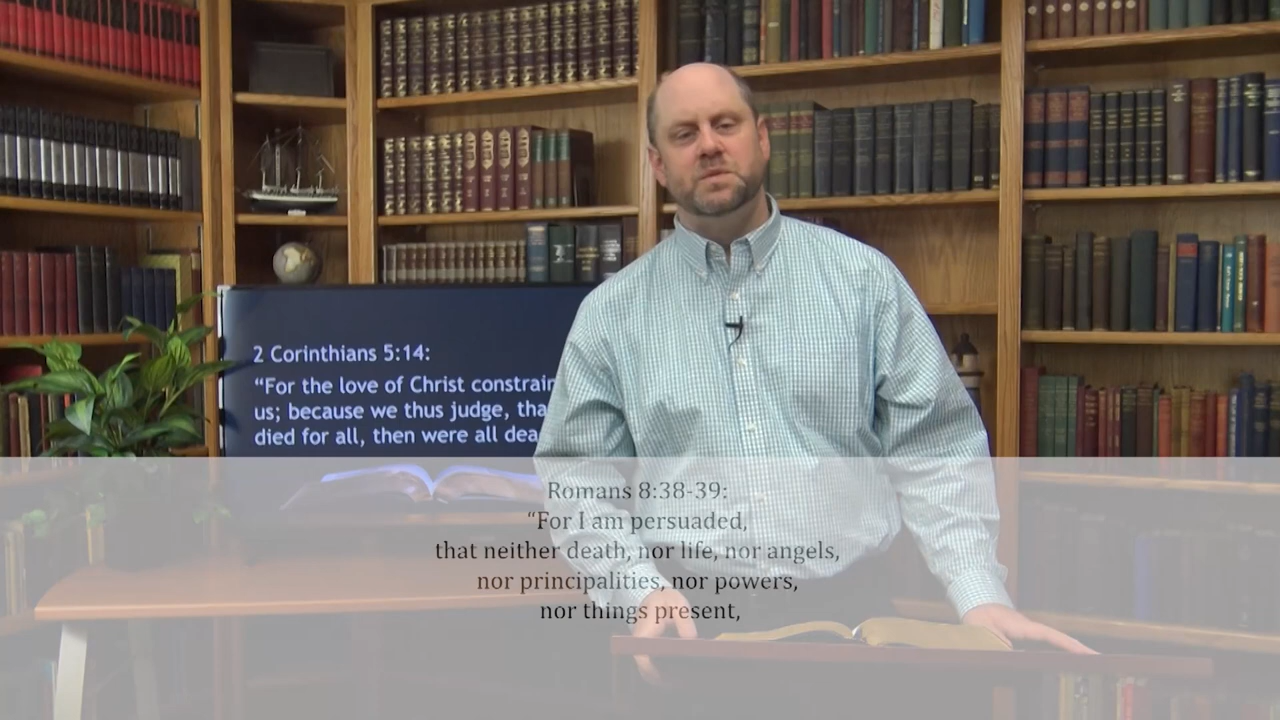 2 Corinthians 5:14:
“For the love of Christ constrain
us; because we thus judge, tha
died for all, then were all dea
Romans 8:38-39:
“For I am persuaded,
that neither death, nor life, nor angels,
nor principalities, nor powers,
nor things present,